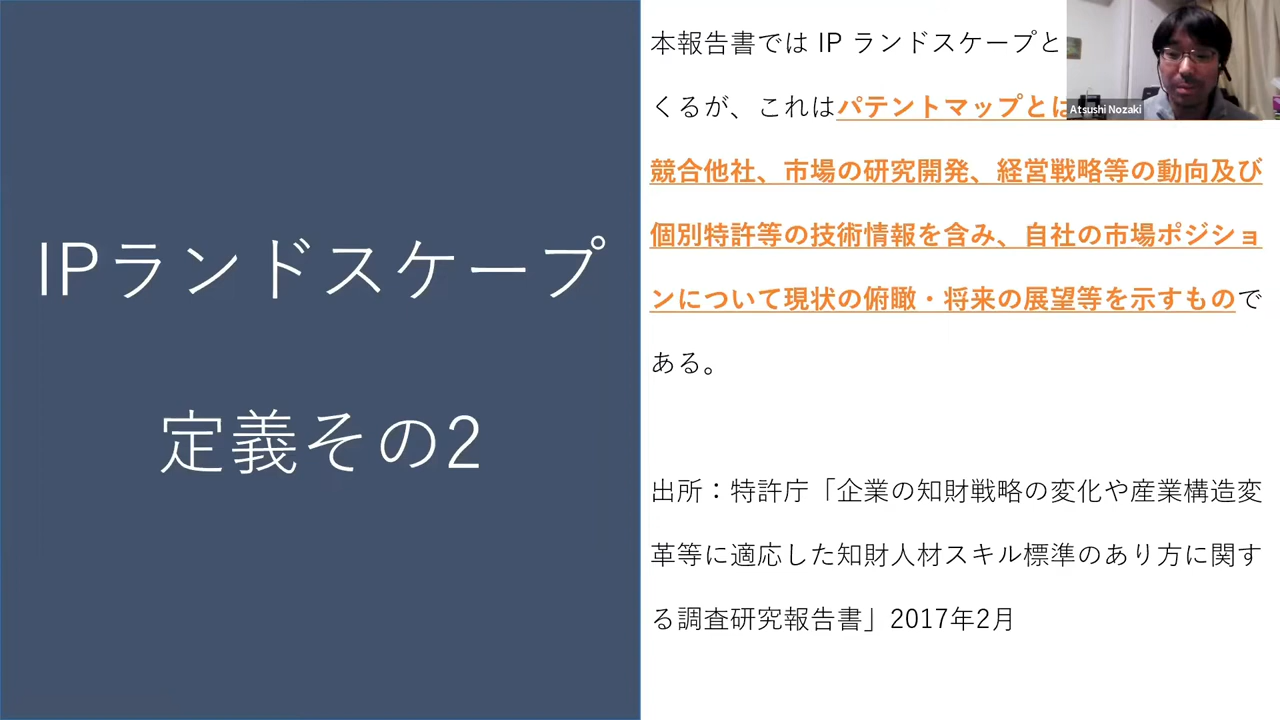 IPランドスケープ
定義その2
本報告書では IP ランドスケープと
くるが、これはパテントマップとは
競合他社、市場の研究開発、経営戦略等の動向及び
個別特許等の技術情報を含み、自社の市場ポジショ
ンについて現状の俯瞰・将来の展望等を示すもので
ある。
出所：特許庁「企業の知財戦略の変化や産業構造変
革等に適応した知財人材スキル標準のあり方に関す
る調査研究報告書」2017年2月
Atsushi Nozaki